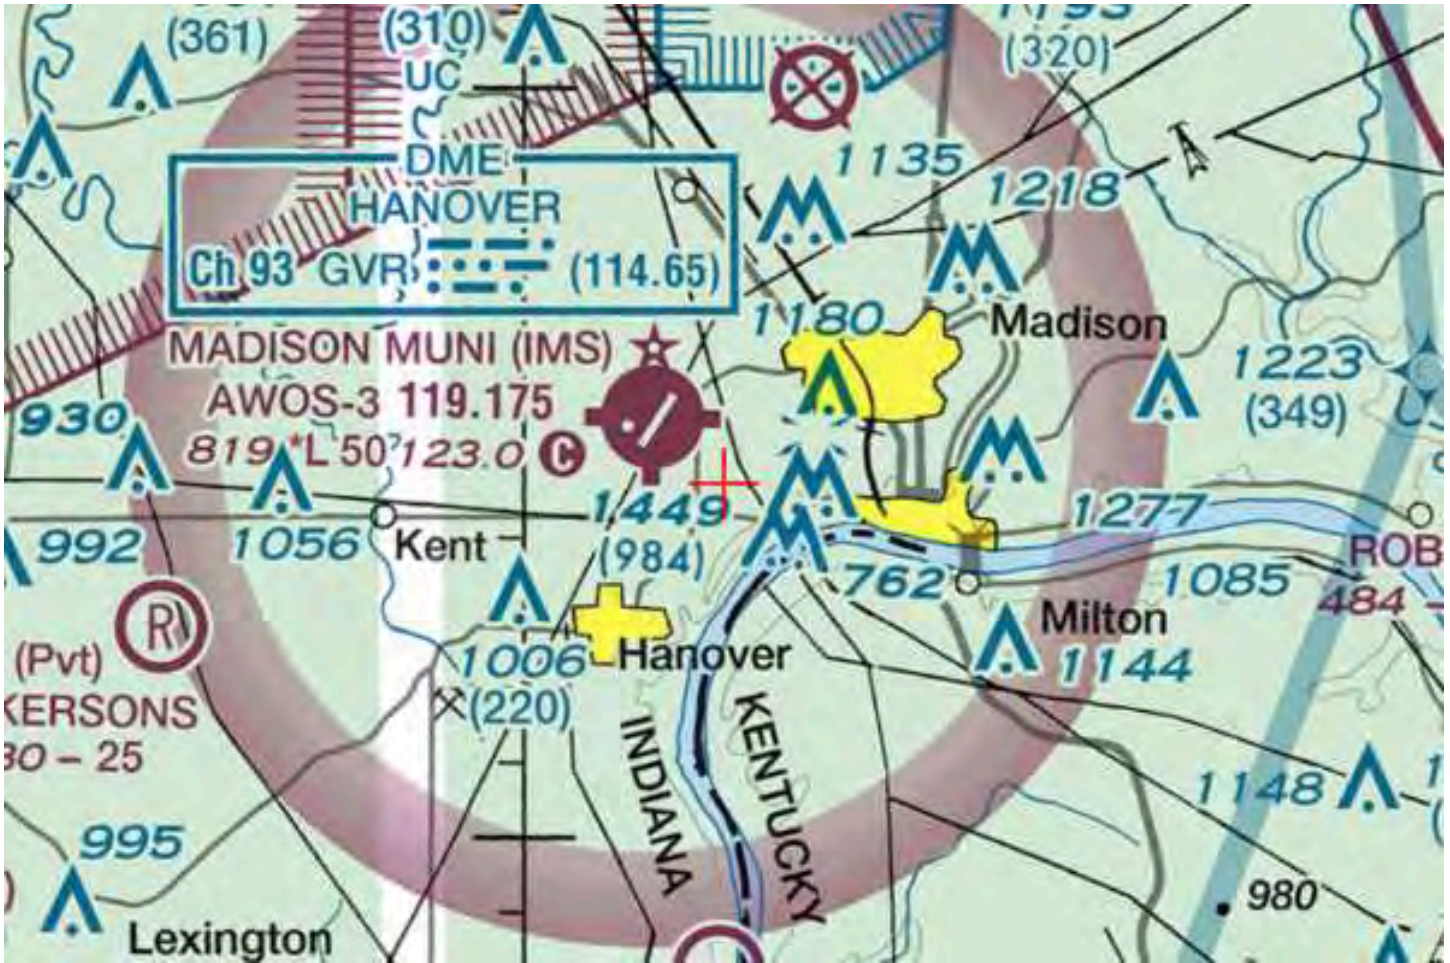 (361)
(310)
UC
(320)
1135
1218
DME
HANOVER
Ch 93 GVR (114.65)
1180
Madison
MADISON MUNI (IMS)
AWOS-3 119.175
819 *L 50 123.0 C
930
1223
(349)
992
1056
Kent
1449
(984)
1277
762
1085
ROB
484 -
R
(Pvt)
KERSONS
30 - 25
1006
(220)
Hanover
Milton
1144
INDIANA
KENTUCKY
1148
995
980
Lexington